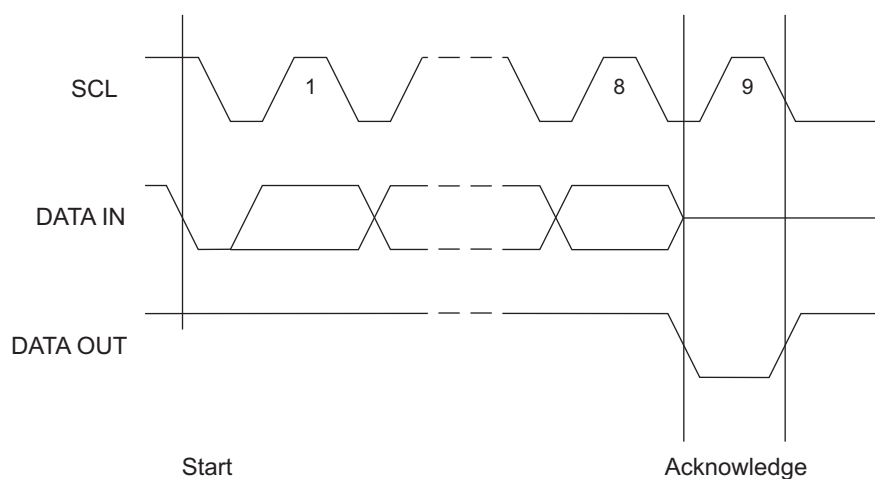 SCL
1
8
9
DATA IN
DATA OUT
Start
Acknowledge